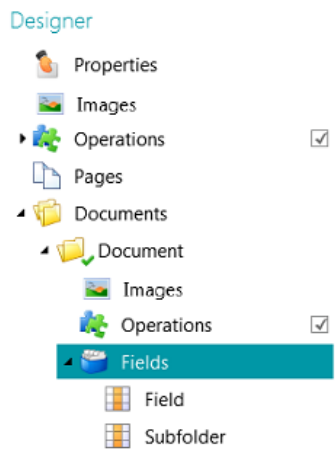 Designer
Properties
Images
Operations
Pages
Documents
Document
Images
Operations
Fields
Field
Subfolder